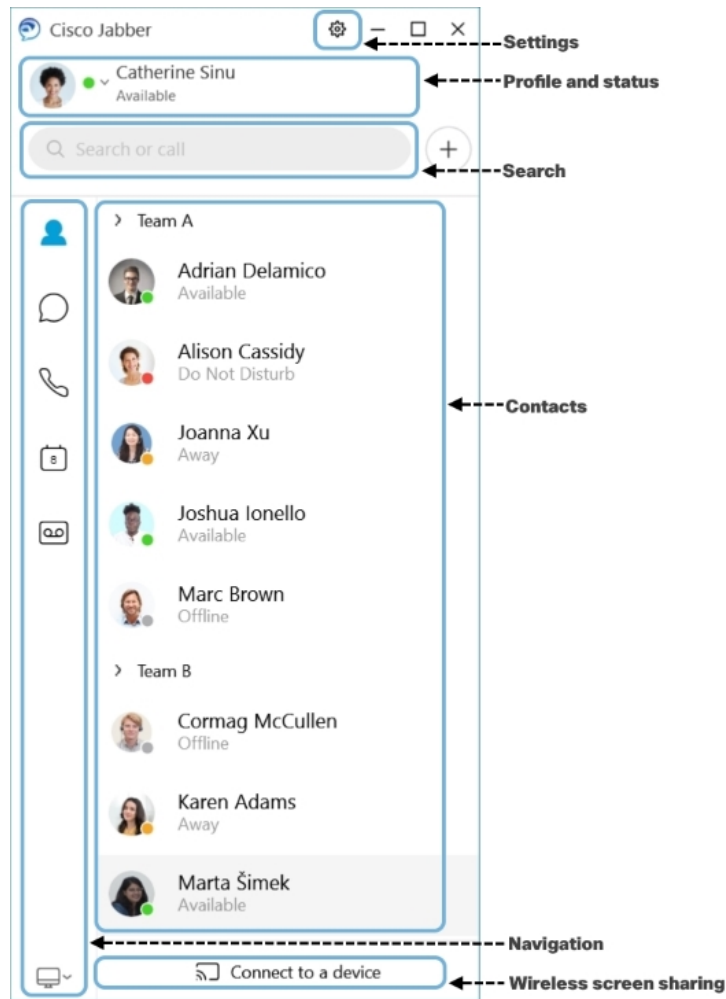 Cisco Jabber
Settings
Catherine Sinu
Available
Profile and status
Search or call
Search
Team A
Adrian Delamico
Available
Alison Cassidy
Do Not Disturb
Contacts
Joanna Xu
Away
8
Joshua Ionello
Available
Marc Brown
Offline
Team B
Cormag McCullen
Offline
Karen Adams
Away
Marta Šimek
Available
Navigation
Connect to a device
Wireless screen sharing